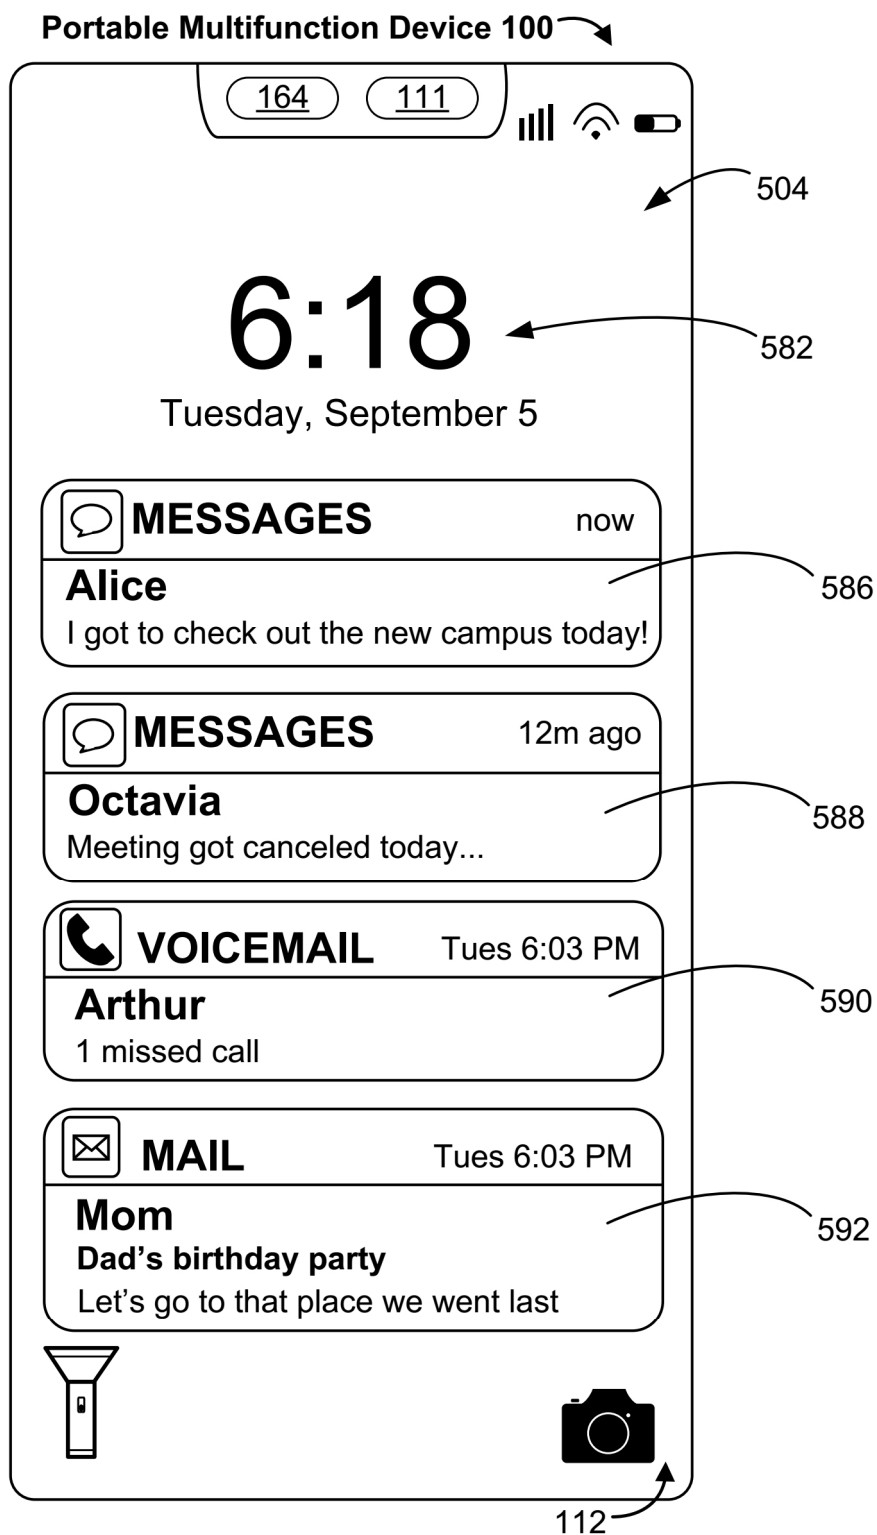 Portable Multifunction Device 100
164 111
504
6:18
582
Tuesday, September 5
MESSAGES now
Alice
586
I got to check out the new campus today!
MESSAGES 12m ago
Octavia
588
Meeting got canceled today...
VOICEMAIL Tues 6:03 PM
Arthur
590
1 missed call
MAIL Tues 6:03 PM
Mom
592
Dad's birthday party
Let's go to that place we went last
112